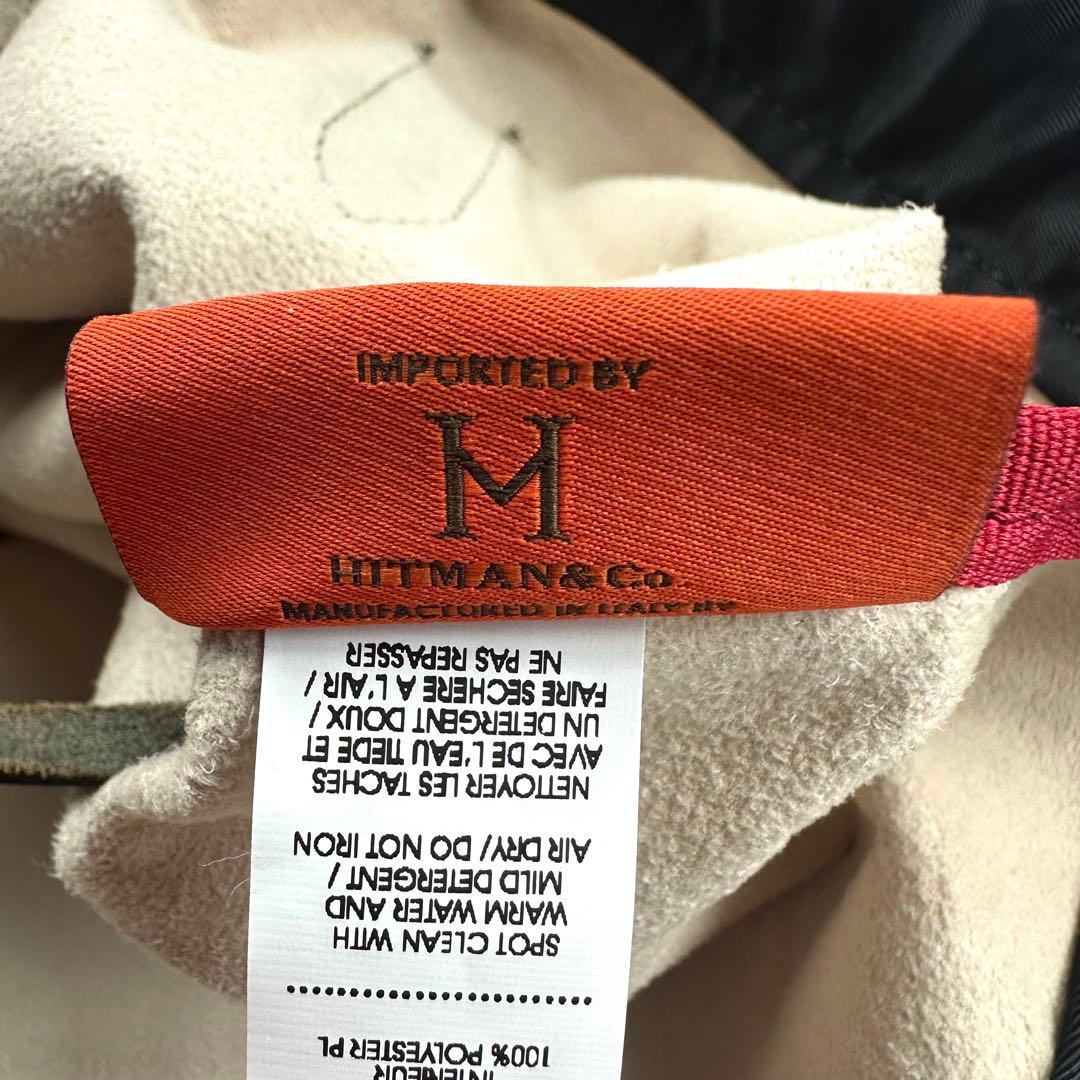 IMPORTED BY
H
HITMAN&Co.
MANUFACTURED IN ITALY BY
INTÉRIEUR
100% POLYESTER PL
SPOT CLEAN WITH
WARM WATER AND
MILD DETERGENT /
AIR DRY/ DO NOT IRON
NETTOYER LES TACHES
AVEC DE L'EAU TIEDE ET
UN DETERGENT DOUX /
FAIRE SECHER A L'AIR /
NE PAS REPASSER